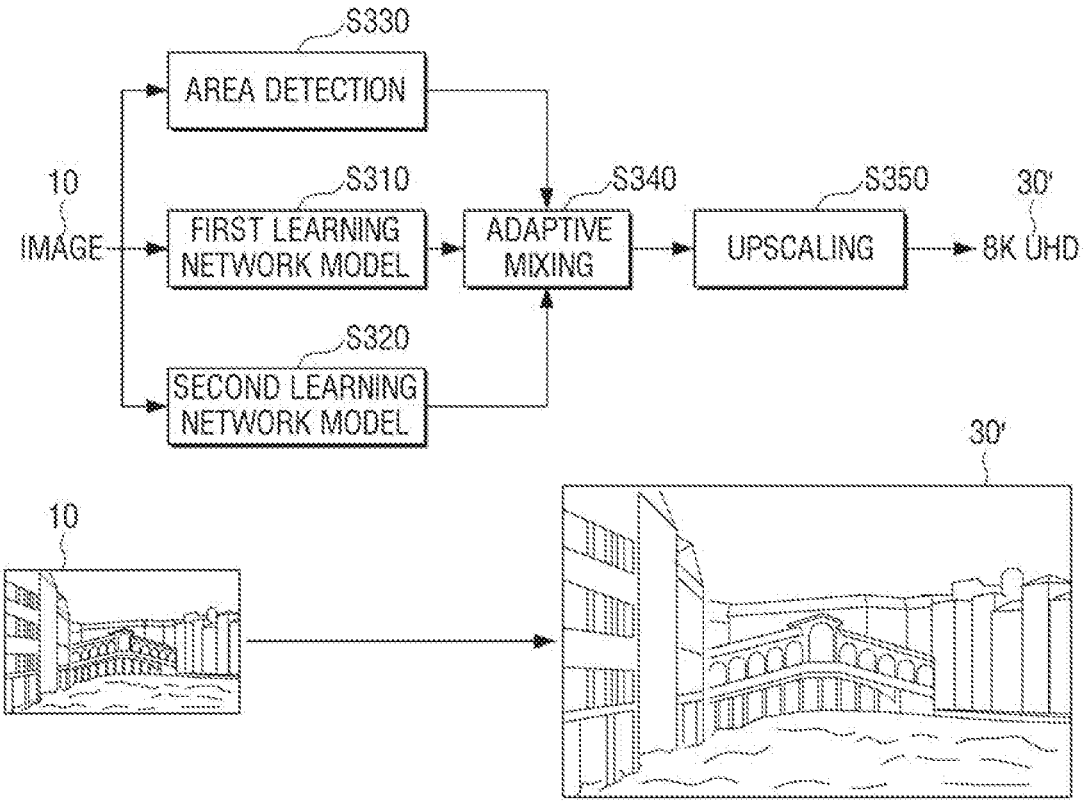 S330
AREA DETECTION
10
S310
S340
S350
30'
IMAGE
FIRST LEARNING
NETWORK MODEL
ADAPTIVE
MIXING
UPSCALING
8K UHD
S320
SECOND LEARNING
NETWORK MODEL
30'
10